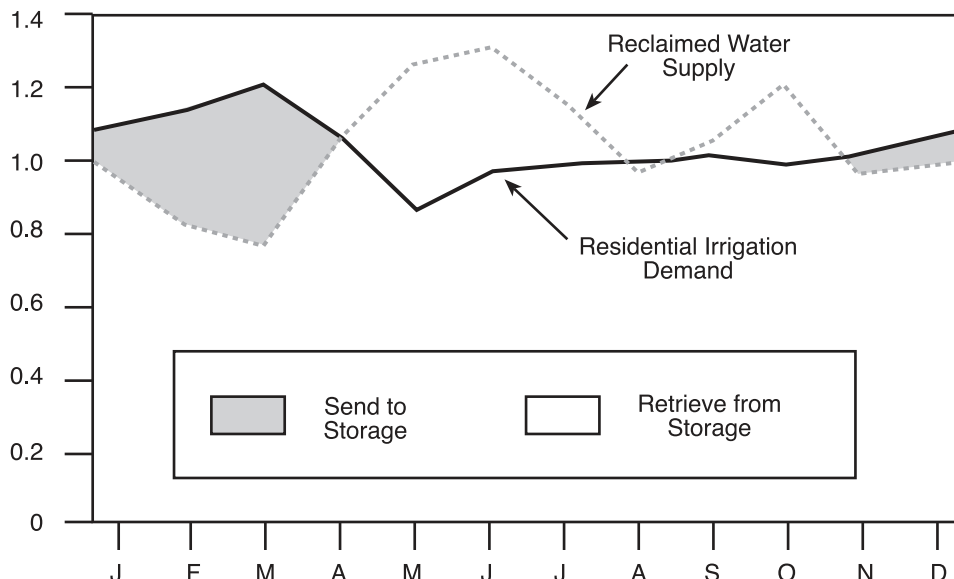 1.4
1.2
1.0
0.8
0.6
0.4
0.2
0
Reclaimed Water
Supply
Residential Irrigation
Demand
Send to
Storage
Retrieve from
Storage
J F M A M J J A S O N D